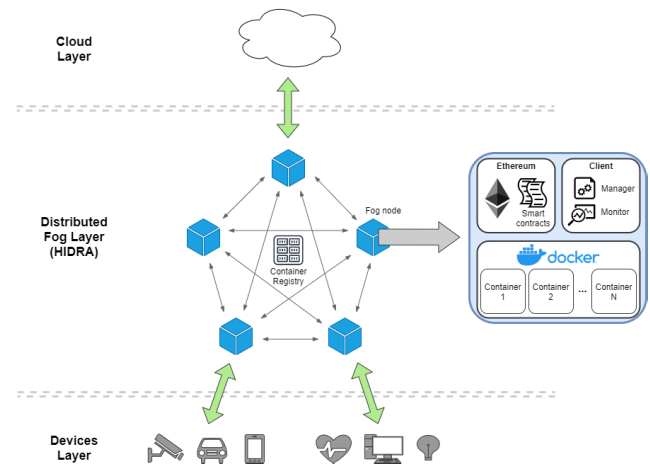 Cloud
Layer
Distributed
Fog Layer
(HIDRA)
Fog node
Container
Registry
Ethereum
Smart
contracts
Client
Manager
Monitor
docker
Container
1
Container
2
...
Container
N
Devices
Layer